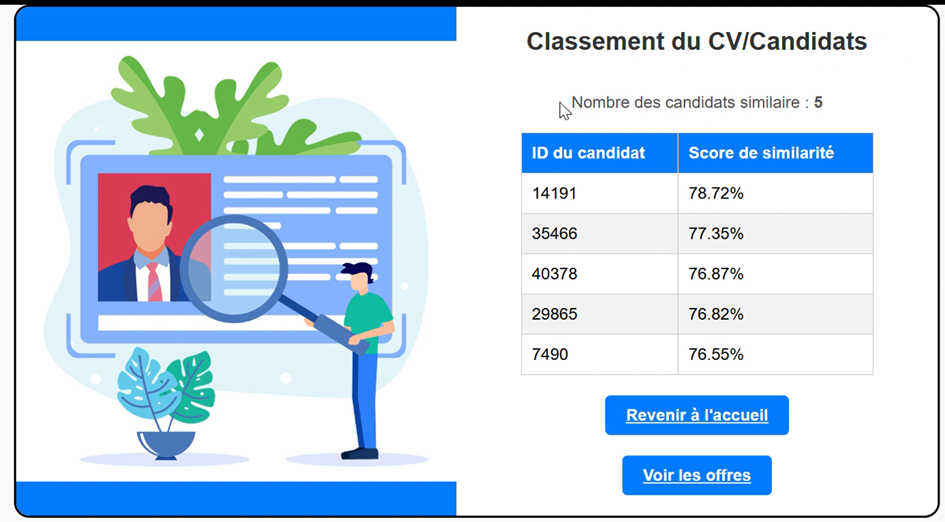 Classement du CV/Candidats
Nombre des candidats similaire : 5
ID du candidat Score de similarité
14191 78.72%
35466 77.35%
40378 76.87%
29865 76.82%
7490 76.55%
Revenir à l'accueil
Voir les offres